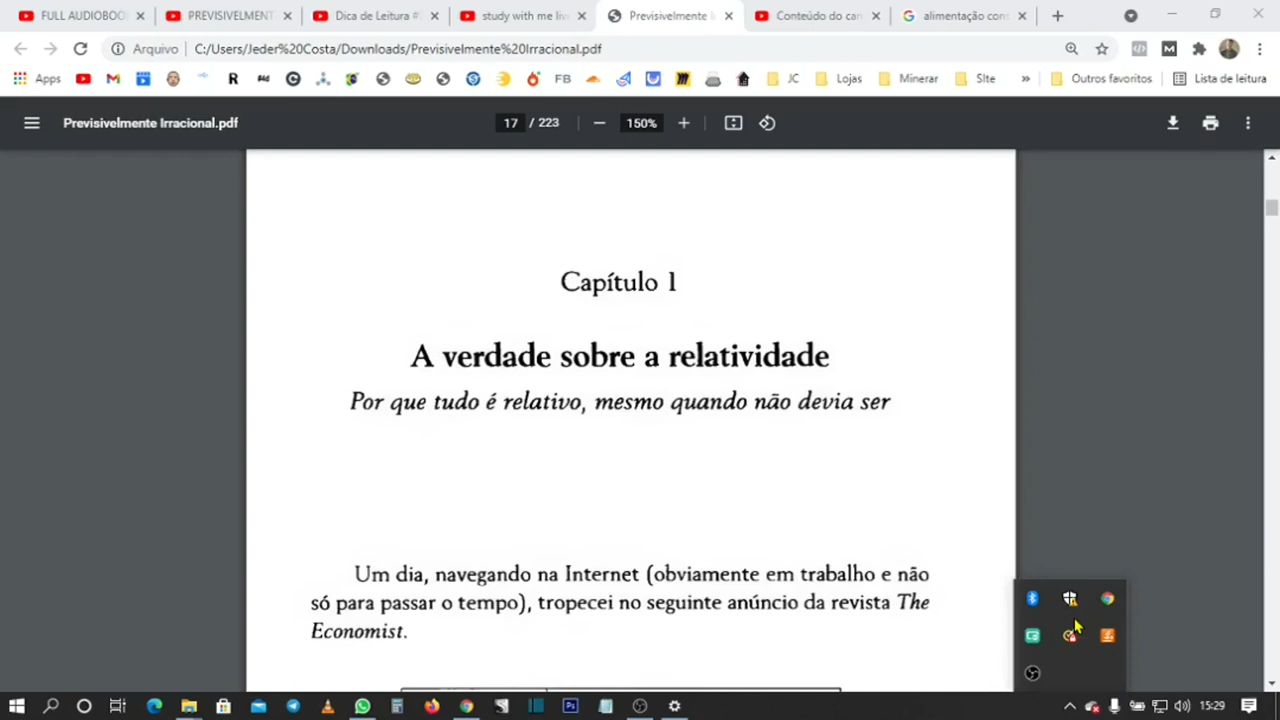 FULL AUDIOBOO
PREVISIVELMENT
Dica de Leitura #
study with me liv
Previsivelmente I
Conteúdo do can
alimentação con
Arquivo
C:/Users/Jeder%20Costa/Downloads/Previsivelmente%20Irracional.pdf
Apps
FB
JC
Lojas
Minerar
SIte
»
Outros favoritos
Lista de leitura
Previsivelmente Irracional.pdf
17 / 223
150%
Capítulo 1
A verdade sobre a relatividade
Por que tudo é relativo, mesmo quando não devia ser
Um dia, navegando na Internet (obviamente em trabalho e não
só para passar o tempo), tropecei no seguinte anúncio da revista The
Economist.
15:29